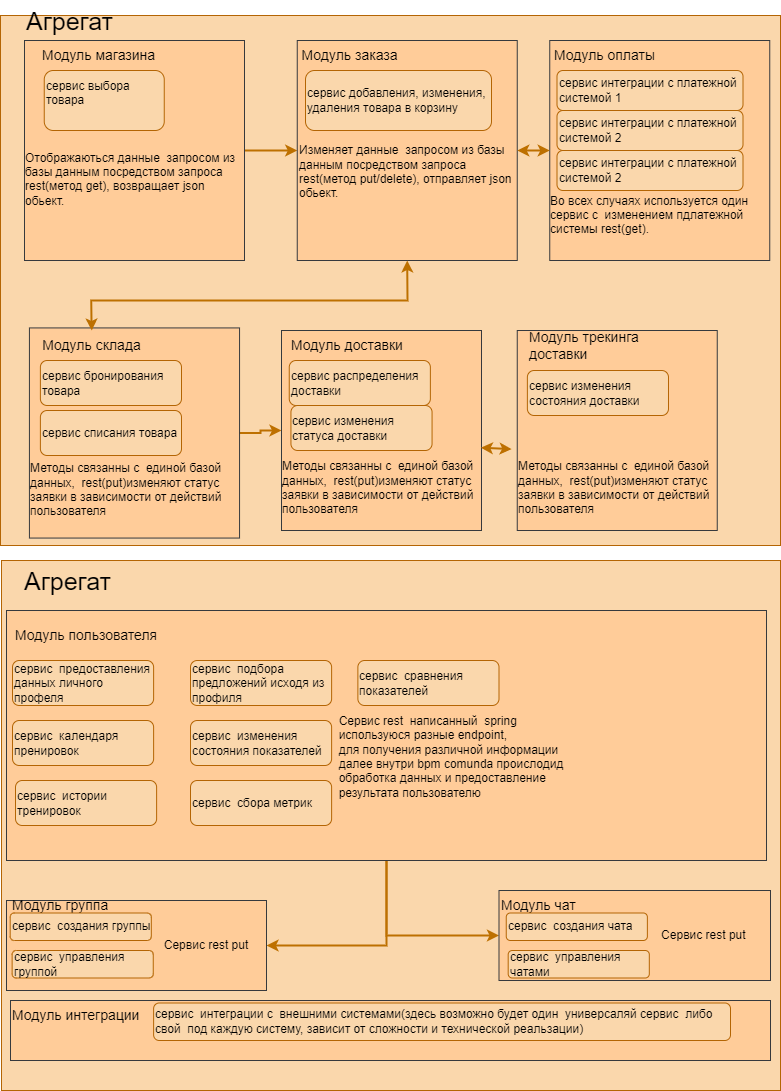 Агрегат
Модуль магазина
сервис выбора
товара
Отображаються данные запросом из
базы данным посредством запроса
rest(метод get), возвращает json
обьект.
Модуль заказа
сервис добавления, изменения,
удаления товара в корзину
Изменяет данные запросом из базы
данным посредством запроса
rest(метод put/delete), отправляет json
обьект.
Модуль оплаты
сервис интеграции с платежной
системой 1
сервис интеграции с платежной
системой 2
сервис интеграции с платежной
системой 2
Во всех случаях используется один
сервис с изменением пдлатежной
системы rest(get).
Модуль склада
сервис бронирования
товара
сервис списания товара
Методы связанны с единой базой
данных, rest(put)изменяют статус
заявки в зависимости от действий
пользователя
Модуль доставки
сервис распределения
доставки
сервис изменения
статуса доставки
Методы связанны с единой базой
данных, rest(put)изменяют статус
заявки в зависимости от действий
пользователя
Модуль трекинга
доставки
сервис изменения
состояния доставки
Методы связанны с единой базой
данных, rest(put)изменяют статус
заявки в зависимости от действий
пользователя
Агрегат
Модуль пользователя
сервис предоставления
данных личного
профеля
сервис подбора
предложений исходя из
профиля
сервис сравнения
показателей
сервис календаря
пренировок
сервис изменения
состояния показателей
Сервис rest написанный spring
используюся разные endpoint,
для получения различной информации
далее внутри bpm comunda происло­дид
обработка данных и предоставление
результата пользователю
сервис истории
тренировок
сервис сбора метрик
Модуль группа
сервис создания группы
сервис управления
группой
Сервис rest put
Модуль чат
сервис создания чата
сервис управления
чатами
Сервис rest put
Модуль интеграции
сервис интеграции с внешними системами(здесь возможно будет один универсаляй сервис либо
свой под каждую систему, зависит от сложности и технической реальзации)